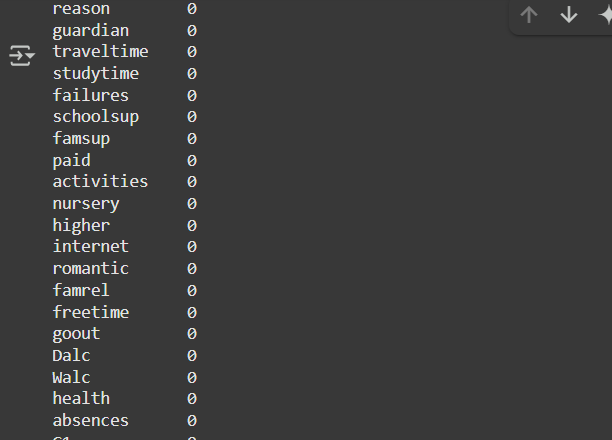 reason 0
guardian 0
traveltime 0
studytime 0
failures 0
schoolsup 0
famsup 0
paid 0
activities 0
nursery 0
higher 0
internet 0
romantic 0
famrel 0
freetime 0
goout 0
Dalc 0
Walc 0
health 0
absences 0